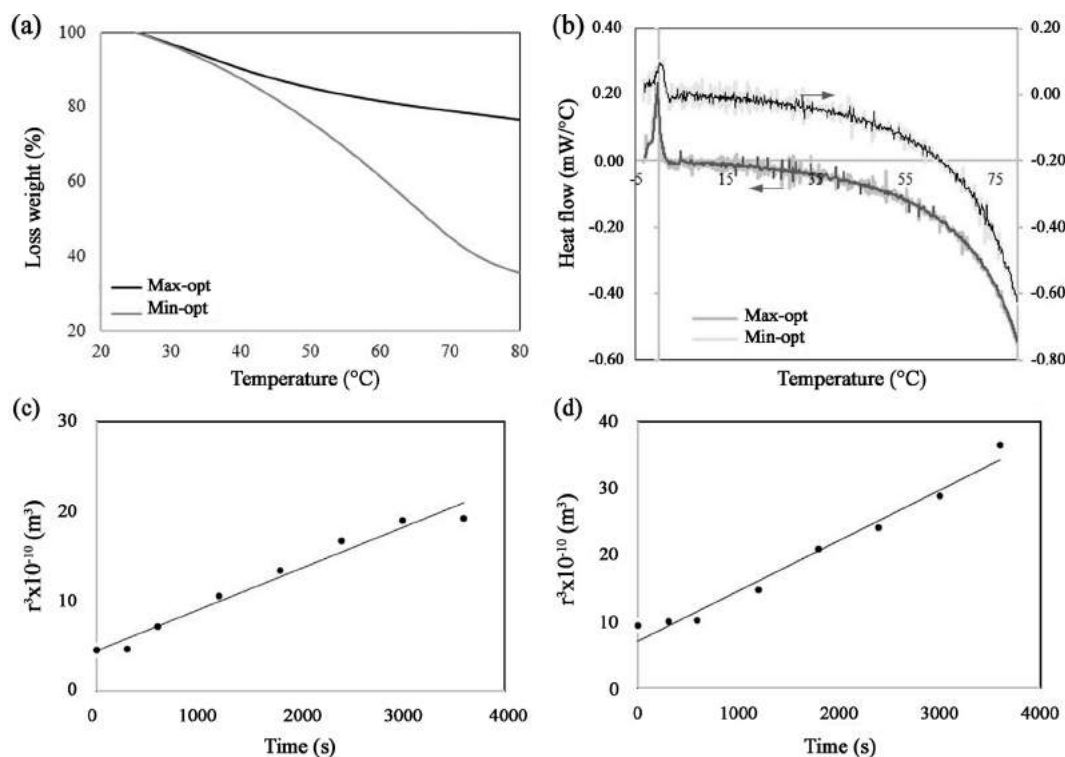 (a)
100
80
60
40
20
Loss weight (%)
Max-opt
Min-opt
20 30 40 50 60 70 80
Temperature (°C)
(b)
0.40
0.20
0.00
-0.20
-0.40
-0.60
Heat flow (mW/°C)
-5 15 35 55 75
0.20
0.00
-0.20
-0.40
-0.60
-0.80
Max-opt
Min-opt
Temperature (°C)
(c)
30
20
10
0
r³x10⁻¹⁰ (m³)
0 1000 2000 3000 4000
Time (s)
(d)
40
30
20
10
0
r³x10⁻¹⁰ (m³)
0 1000 2000 3000 4000
Time (s)